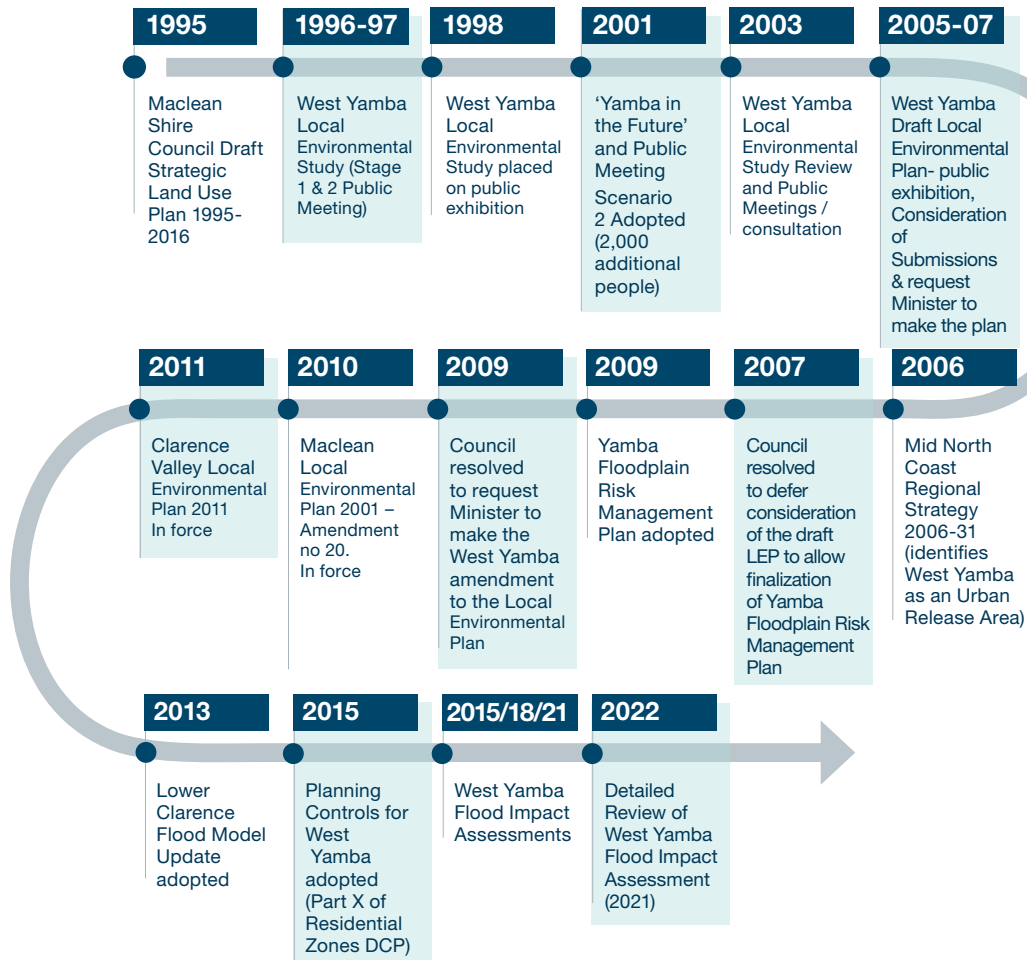 1995
Maclean
Shire
Council Draft
Strategic
Land Use
Plan 1995-
2016
1996-97
West Yamba
Local
Environmental
Study (Stage
1 & 2 Public
Meeting)
1998
West Yamba
Local
Environmental
Study placed
on public
exhibition
2001
‘Yamba in
the Future’
and Public
Meeting
Scenario
2 Adopted
(2,000
additional
people)
2003
West Yamba
Local
Environmental
Study Review
and Public
Meetings /
consultation
2005-07
West Yamba
Draft Local
Environmental
Plan- public
exhibition,
Consideration
of
Submissions
& request
Minister to
make the plan
2006
Mid North
Coast
Regional
Strategy
2006-31
(identifies
West Yamba
as an Urban
Release Area)
2007
Council
resolved
to defer
consideration
of the draft
LEP to allow
finalization
of Yamba
Floodplain Risk
Management
Plan
2009
Yamba
Floodplain
Risk
Management
Plan adopted
2009
Council
resolved
to request
Minister to
make the
West Yamba
amendment
to the Local
Environmental
Plan
2010
Maclean
Local
Environmental
Plan 2001 –
Amendment
no 20.
In force
2011
Clarence
Valley Local
Environmental
Plan 2011
In force
2013
Lower
Clarence
Flood Model
Update
adopted
2015
Planning
Controls for
West
Yamba
adopted
(Part X of
Residential
Zones DCP)
2015/18/21
West Yamba
Flood Impact
Assessments
2022
Detailed
Review of
West Yamba
Flood Impact
Assessment
(2021)